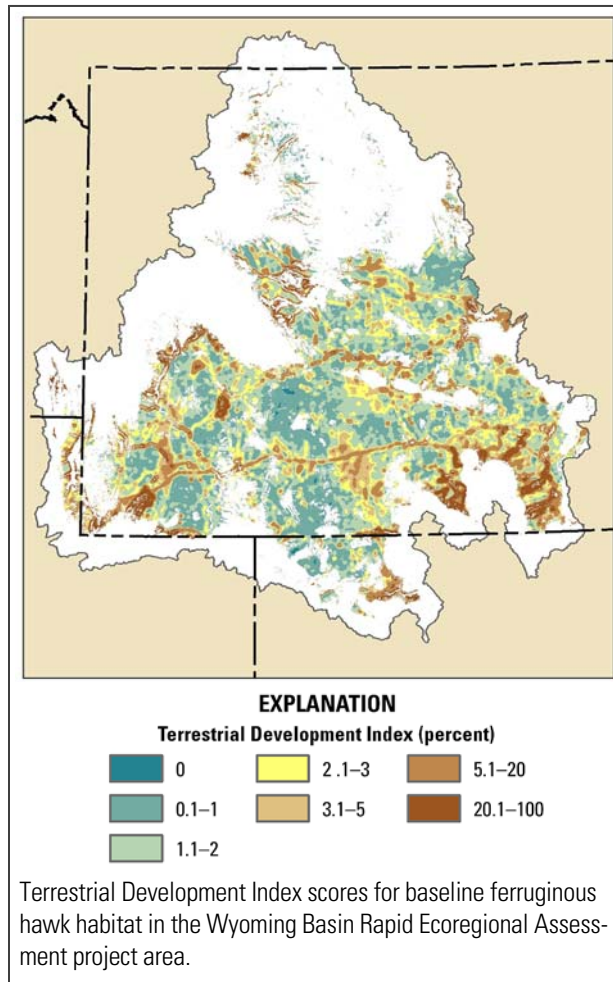 EXPLANATION
Terrestrial Development Index (percent)
0
0.1–1
1.1–2
2 .1–3
3.1–5
5.1–20
20.1–100
Terrestrial Development Index scores for baseline ferruginous
hawk habitat in the Wyoming Basin Rapid Ecoregional Assess-
ment project area.